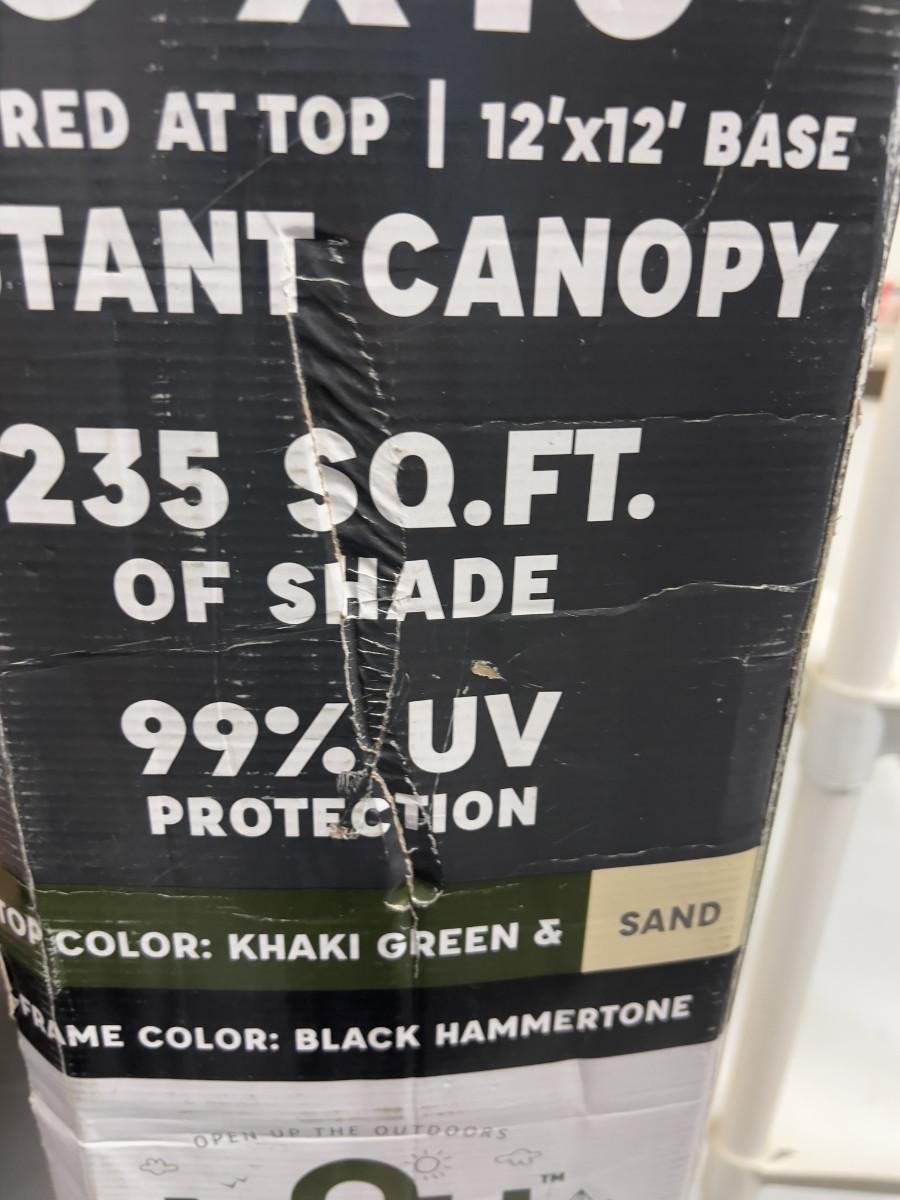 RED AT TOP | 12'x12' BASE
TANT CANOPY
235 SQ.FT.
OF SHADE
99% UV
PROTECTION
TOP COLOR: KHAKI GREEN & SAND
FRAME COLOR: BLACK HAMMERTONE
OPEN UP THE OUTDOORS
TM